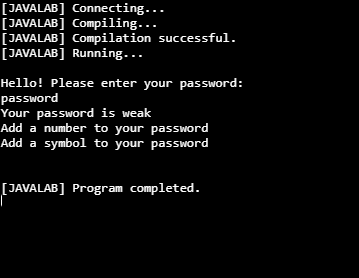 [JAVALAB] Connecting...
[JAVALAB] Compiling...
[JAVALAB] Compilation successful.
[JAVALAB] Running...
Hello! Please enter your password:
password
Your password is weak
Add a number to your password
Add a symbol to your password
[JAVALAB] Program completed.